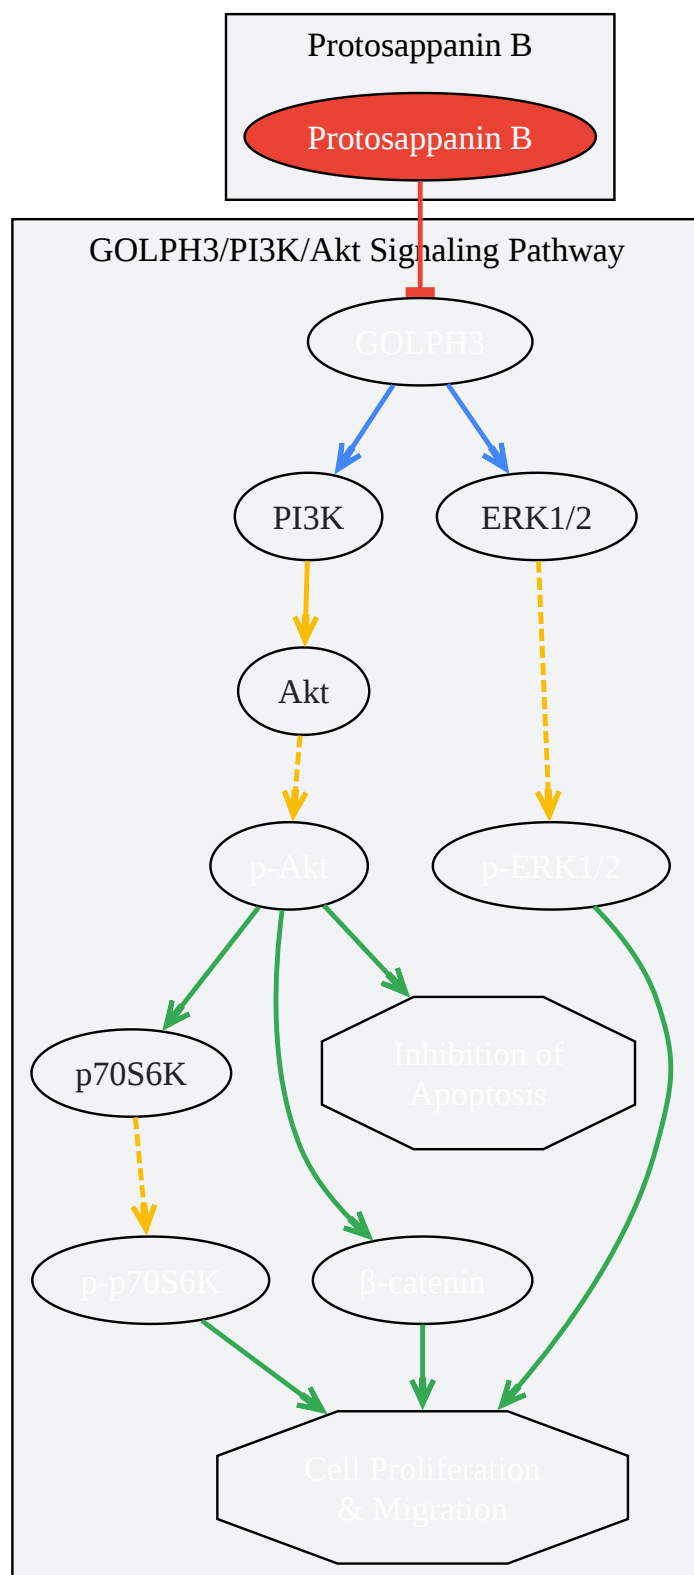 Protosappanin B
Protosappanin B
GOLPH3/PI3K/Akt Signaling Pathway
GOLPH3
PI3K
ERK1/2
Akt
p-Akt
p-ERK1/2
Inhibition of
Apoptosis
p70S6K
p-p70S6K
β-catenin
Cell Proliferation
& Migration